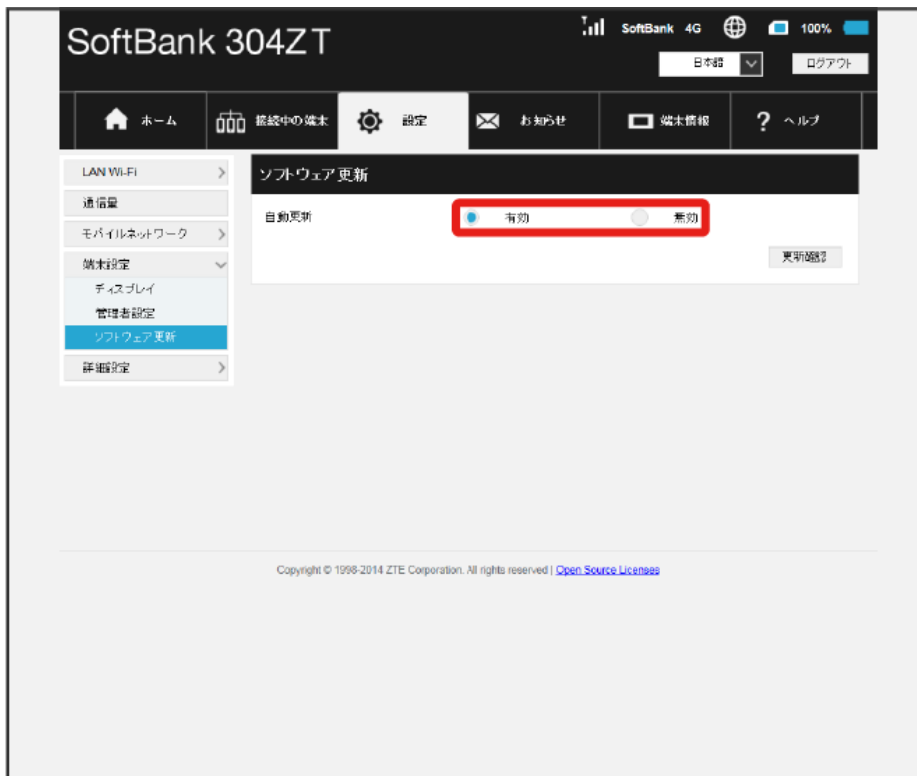 SoftBank 304ZT
SoftBank 4G 100%
日本語 ログアウト
ホーム 接続中の端末 設定 お知らせ 端末情報 ? ヘルプ
LAN Wi-Fi
通信量
モバイルネットワーク
端末設定
ディスプレイ
管理者設定
ソフトウェア更新
詳細設定
ソフトウェア更新
自動更新 有効 無効
更新確認
Copyright © 1998-2014 ZTE Corporation. All rights reserved | Open Source Licenses